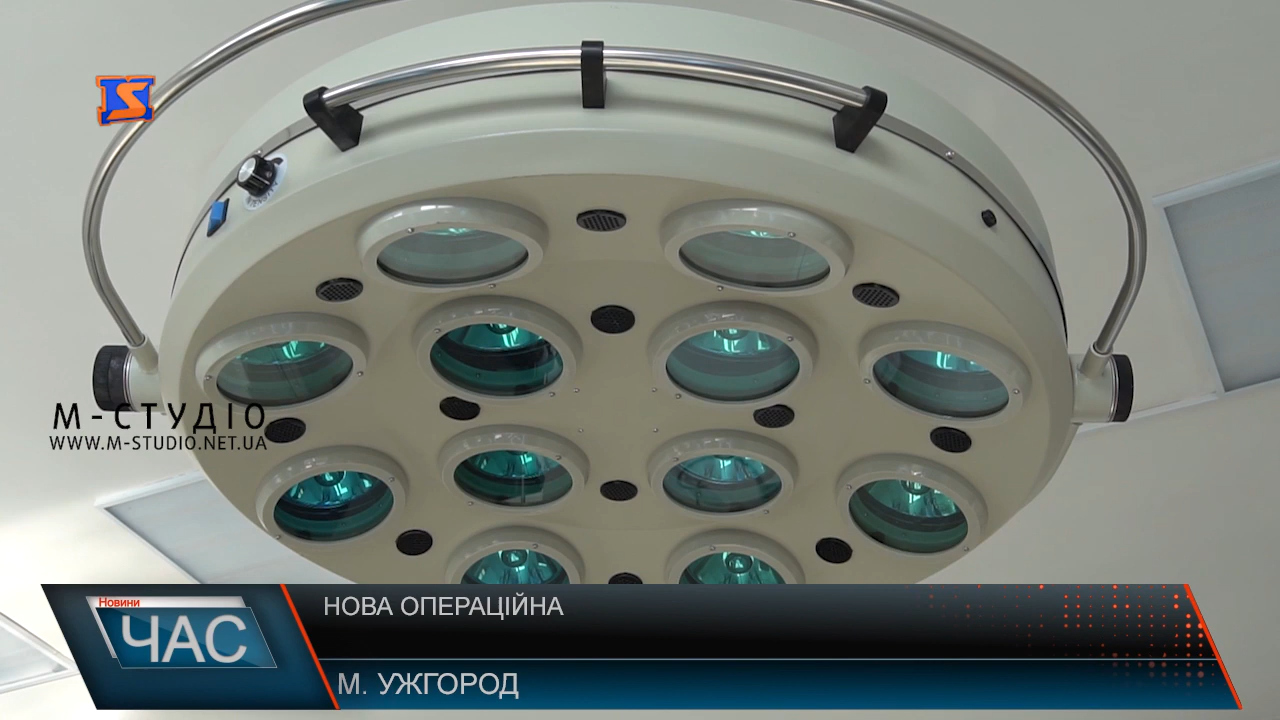 М-СТУДІО
WWW.M-STUDIO.NET.UA
Новини
ЧАС
НОВА ОПЕРАЦІЙНА
М. УЖГОРОД